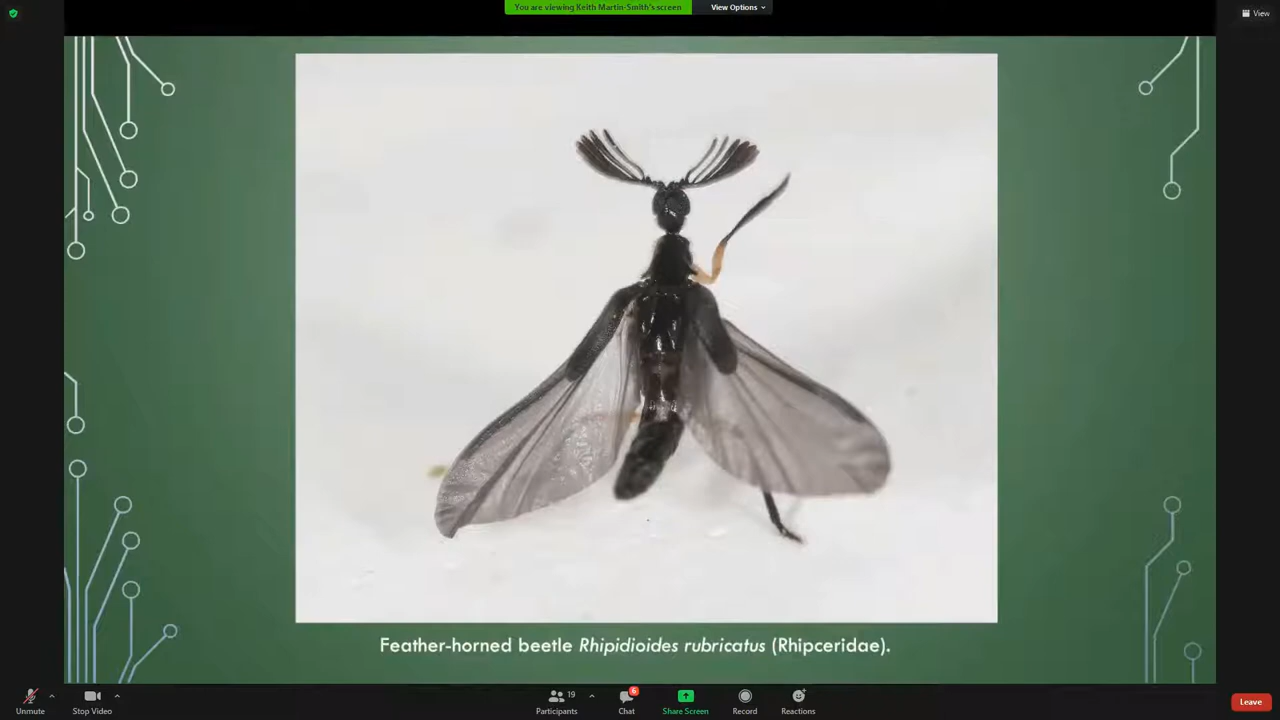 You are viewing Keith Martin-Smith's screen
View Options
View
Feather-horned beetle Rhipidioides rubricatus (Rhipceridae).
Unmute
Stop Video
Participants
19
Chat
6
Share Screen
Record
Reactions
Leave